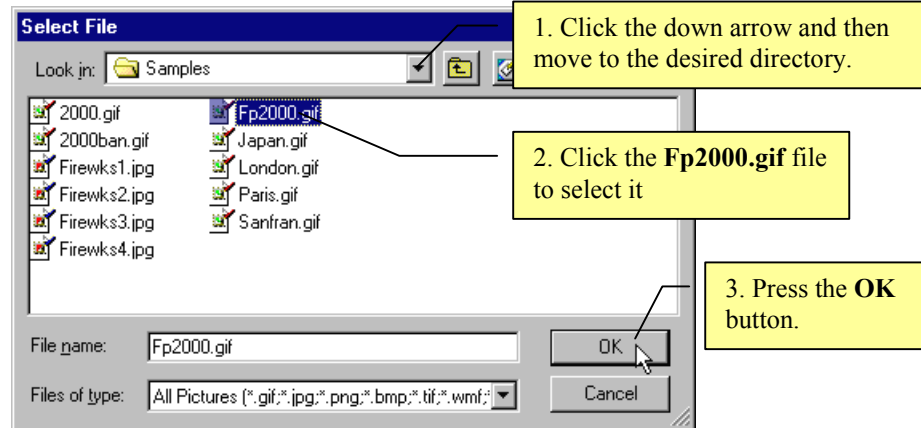 Select File
1. Click the down arrow and then
move to the desired directory.
Look in: Samples
2000.gif
2000ban.gif
Firewks1.jpg
Firewks2.jpg
Firewks3.jpg
Firewks4.jpg
Fp2000.gif
Japan.gif
London.gif
Paris.gif
Sanfran.gif
2. Click the Fp2000.gif file
to select it
3. Press the OK
button.
File name: Fp2000.gif
OK
Files of type: All Pictures (*.gif;*.jpg;*.png;*.bmp;*.tif;*.wmf;*
Cancel